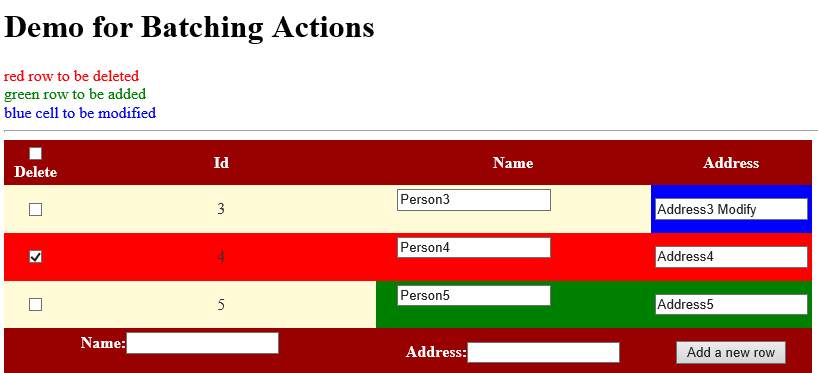 Demo for Batching Actions
red row to be deleted
green row to be added
blue cell to be modified
Delete Id Name Address
3 Person3 Address3 Modify
4 Person4 Address4
5 Person5 Address5
Name: Address: Add a new row